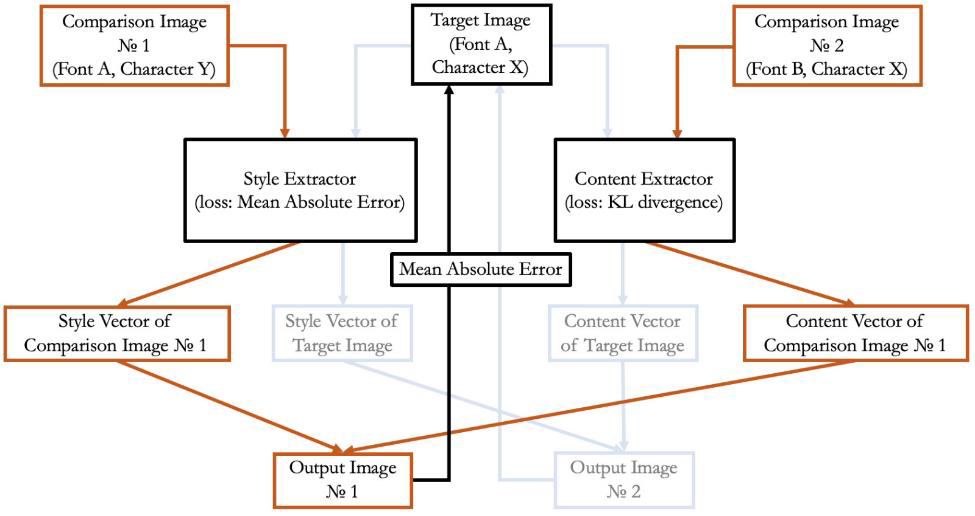 Comparison Image
№ 1
(Font A, Character Y)
Target Image
(Font A,
Character X)
Comparison Image
№ 2
(Font B, Character X)
Style Extractor
(loss: Mean Absolute Error)
Content Extractor
(loss: KL divergence)
Mean Absolute Error
Style Vector of
Comparison Image № 1
Style Vector of
Target Image
Content Vector
of Target Image
Content Vector of
Comparison Image № 1
Output Image
№ 1
Output Image
№ 2